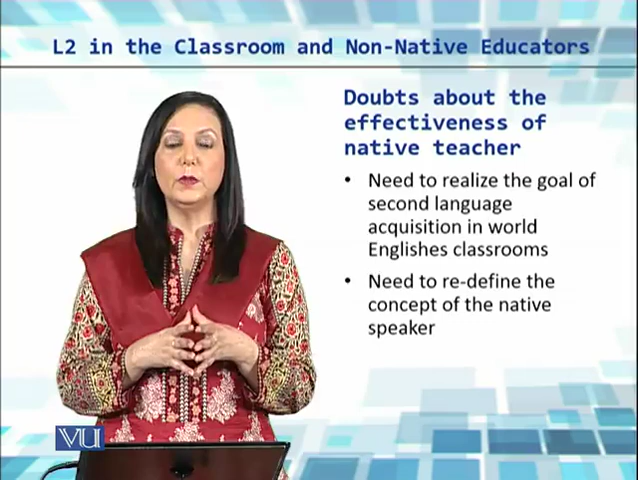 L2 in the Classroom and Non-Native Educators
Doubts about the
effectiveness of
native teacher
• Need to realize the goal of
second language
acquisition in world
Englishes classrooms
• Need to re-define the
concept of the native
speaker
VU